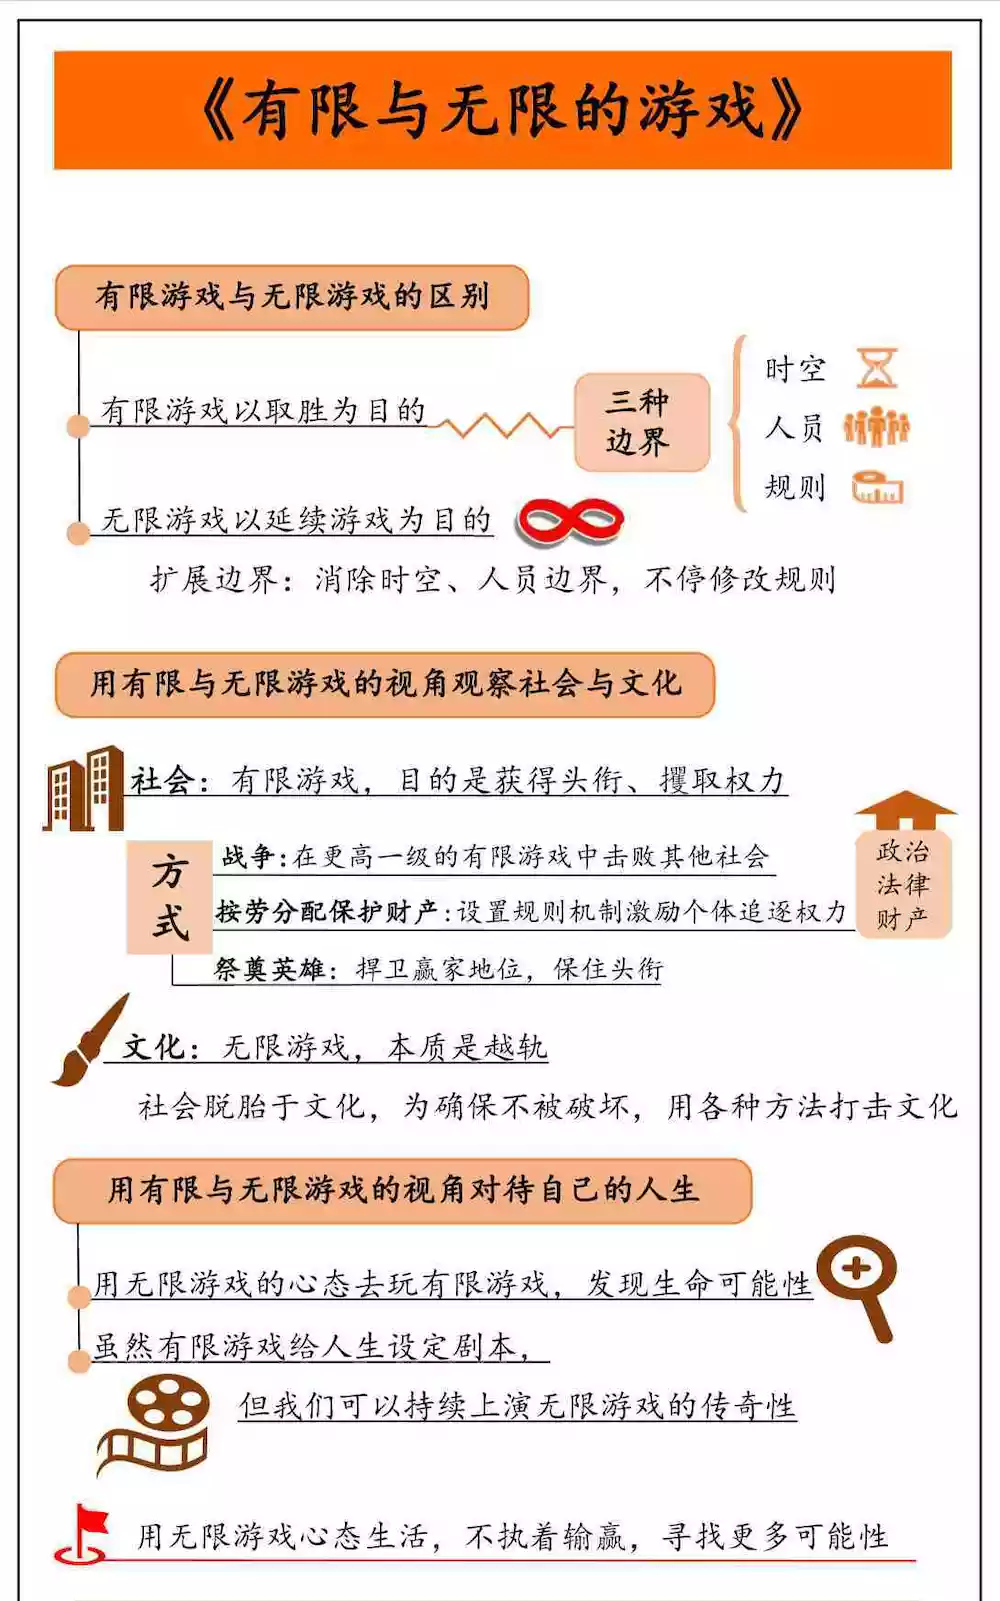 《有限与无限的游戏》
有限游戏与无限游戏的区别
有限游戏以取胜为目的
三种
边界
时空
人员
规则
无限游戏以延续游戏为目的
扩展边界：消除时空、人员边界，不停修改规则
用有限与无限游戏的视角观察社会与文化
社会：有限游戏，目的是获得头衔、攫取权力
方
式
战争:在更高一级的有限游戏中击败其他社会
按劳分配保护财产:设置规则机制激励个体追逐权力
祭奠英雄：捍卫赢家地位，保住头衔
政治
法律
财产
文化：无限游戏，本质是越轨
社会脱胎于文化，为确保不被破坏，用各种方法打击文化
用有限与无限游戏的视角对待自己的人生
用无限游戏的心态去玩有限游戏，发现生命可能性
虽然有限游戏给人生设定剧本，
但我们可以持续上演无限游戏的传奇性
用无限游戏心态生活，不执着输赢，寻找更多可能性